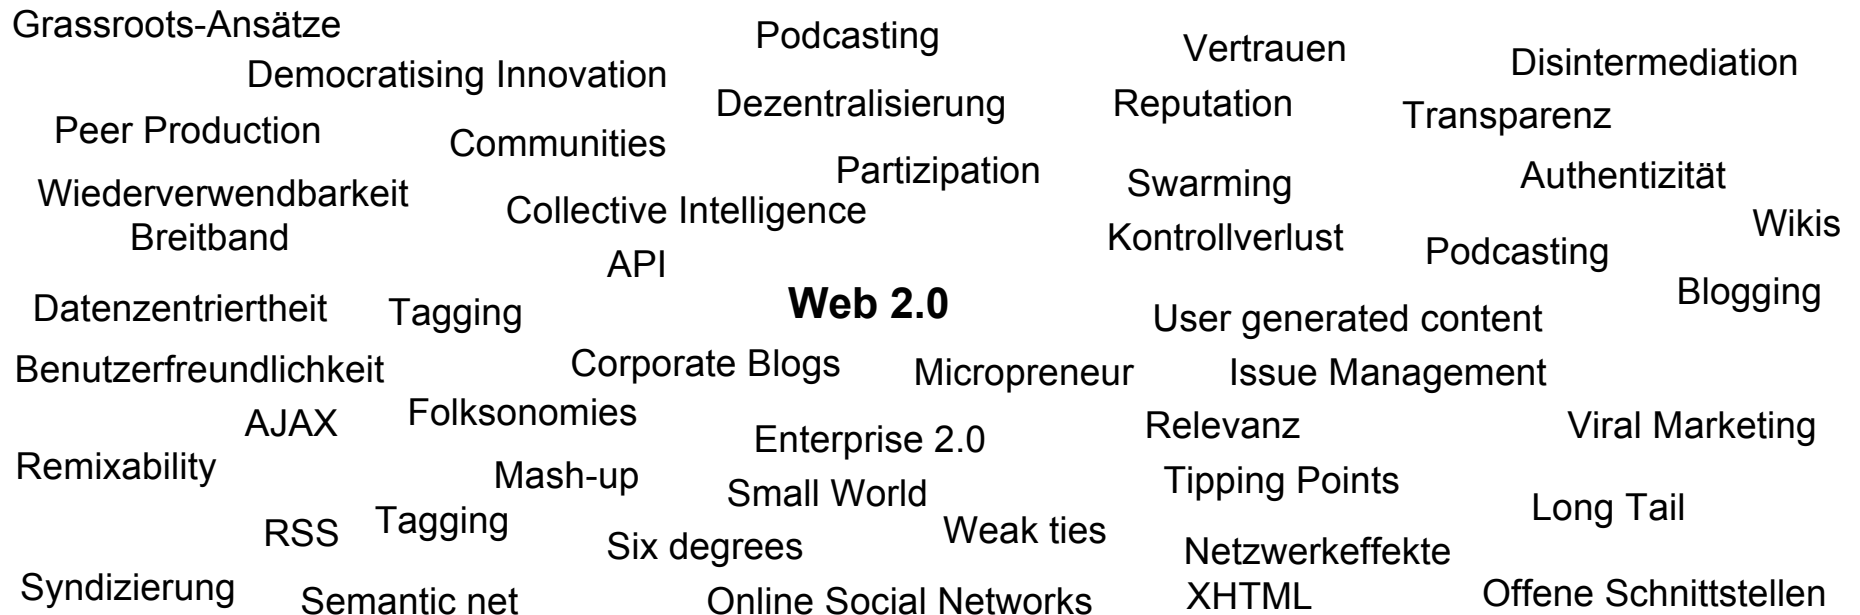 Grassroots-Ansätze
Podcasting
Vertrauen
Disintermediation
Democratising Innovation
Dezentralisierung
Reputation
Transparenz
Peer Production
Communities
Partizipation
Swarming
Authentizität
Wiederverwendbarkeit
Collective Intelligence
Wikis
Breitband
Kontrollverlust
Podcasting
API
Blogging
Web 2.0
Datenzentriertheit
Tagging
User generated content
Benutzerfreundlichkeit
Corporate Blogs
Micropreneur
Issue Management
AJAX
Folksonomies
Relevanz
Viral Marketing
Enterprise 2.0
Remixability
Mash-up
Small World
Tipping Points
Long Tail
RSS
Tagging
Six degrees
Weak ties
Netzwerkeffekte
Syndizierung
Semantic net
Online Social Networks
XHTML
Offene Schnittstellen